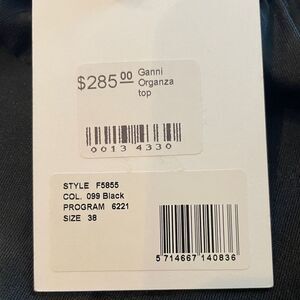 $285.00
Ganni
Organza
top
0013 4330
STYLE F5855
COL. 099 Black
PROGRAM 6221
SIZE 38
5 714667 140836